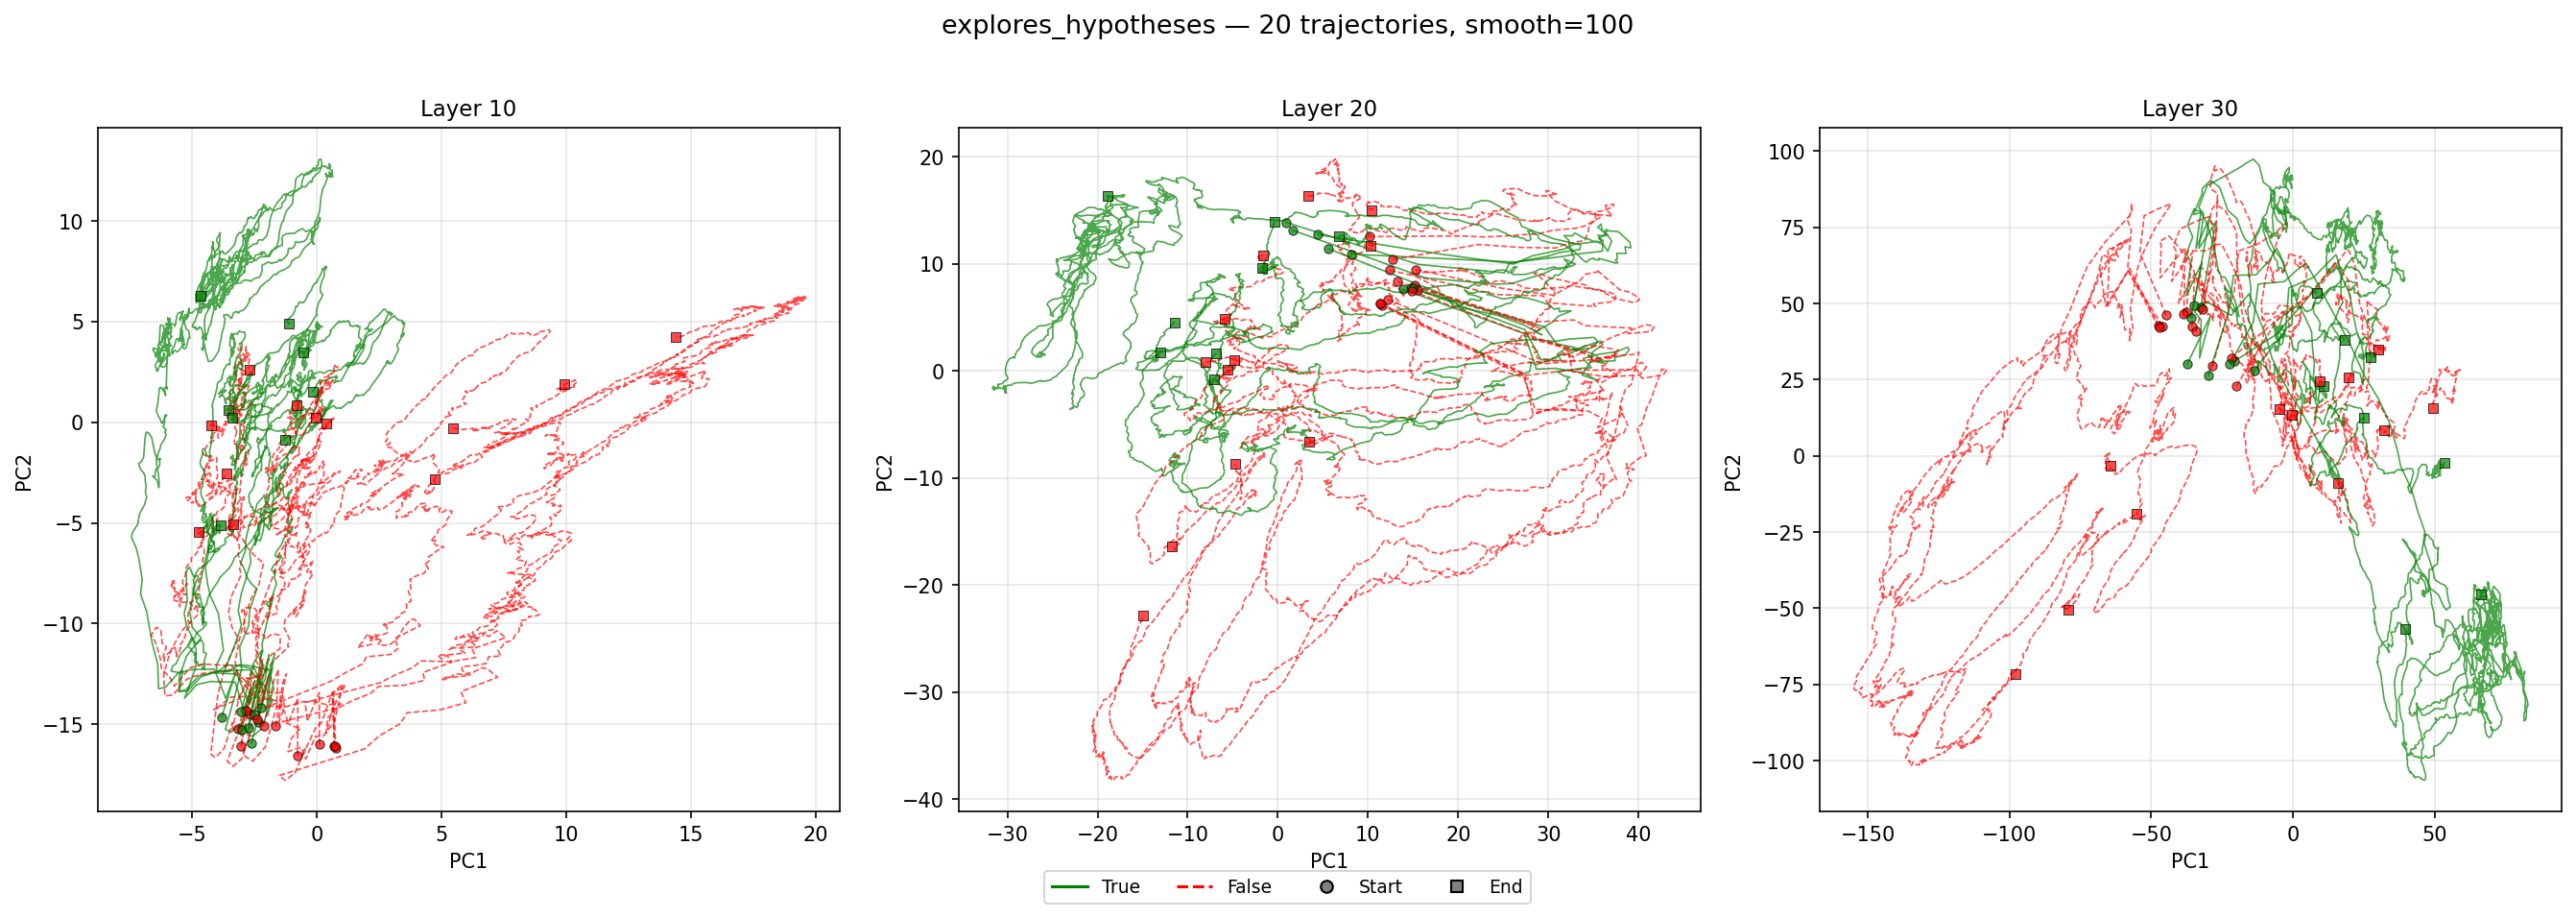 explores_hypotheses — 20 trajectories, smooth=100
Layer 10
10
5
0
−5
−10
−15
PC2
−5
0
5
10
15
20
PC1
Layer 20
20
10
0
−10
−20
−30
−40
PC2
−30
−20
−10
0
10
20
30
40
PC1
Layer 30
100
75
50
25
0
−25
−50
−75
−100
PC2
−150
−100
−50
0
50
PC1
True
False
Start
End